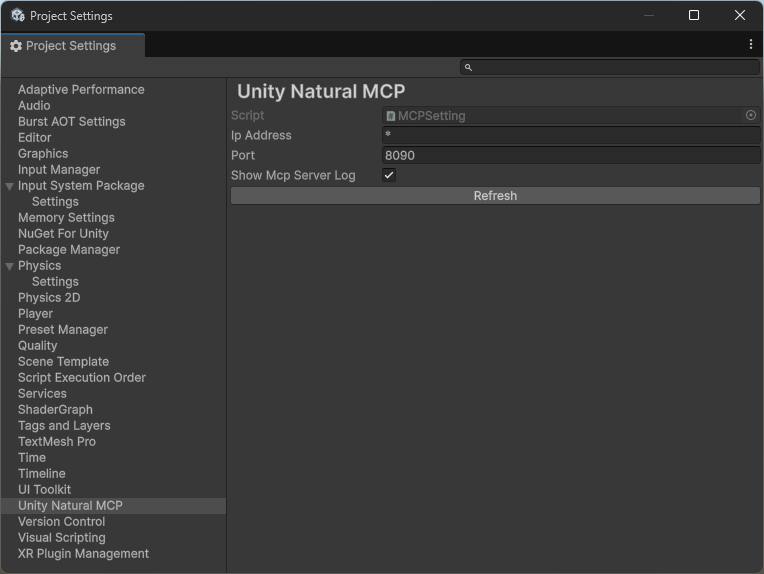 Project Settings
Project Settings
Adaptive Performance
Audio
Burst AOT Settings
Editor
Graphics
Input Manager
Input System Package
Settings
Memory Settings
NuGet For Unity
Package Manager
Physics
Settings
Physics 2D
Player
Preset Manager
Quality
Scene Template
Script Execution Order
Services
ShaderGraph
Tags and Layers
TextMesh Pro
Time
Timeline
UI Toolkit
Unity Natural MCP
Version Control
Visual Scripting
XR Plugin Management
Unity Natural MCP
Script MCPSetting
Ip Address *
Port 8090
Show Mcp Server Log
Refresh